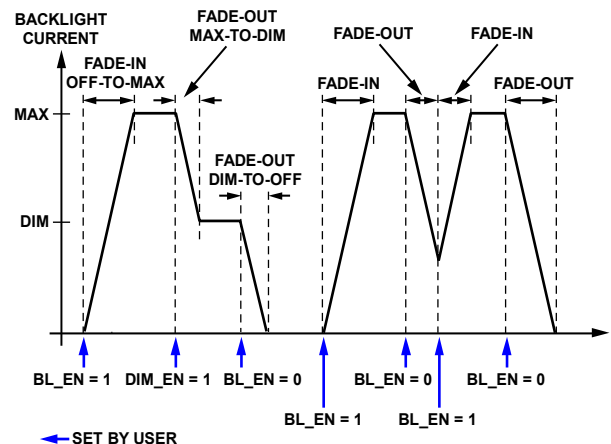 BACKLIGHT
CURRENT
FADE-OUT
MAX-TO-DIM
FADE-OUT
FADE-IN
FADE-IN
OFF-TO-MAX
FADE-IN
FADE-OUT
MAX
FADE-OUT
DIM-TO-OFF
DIM
BL_EN = 1
DIM_EN = 1
BL_EN = 0
BL_EN = 0
BL_EN = 0
BL_EN = 1
BL_EN = 1
SET BY USER